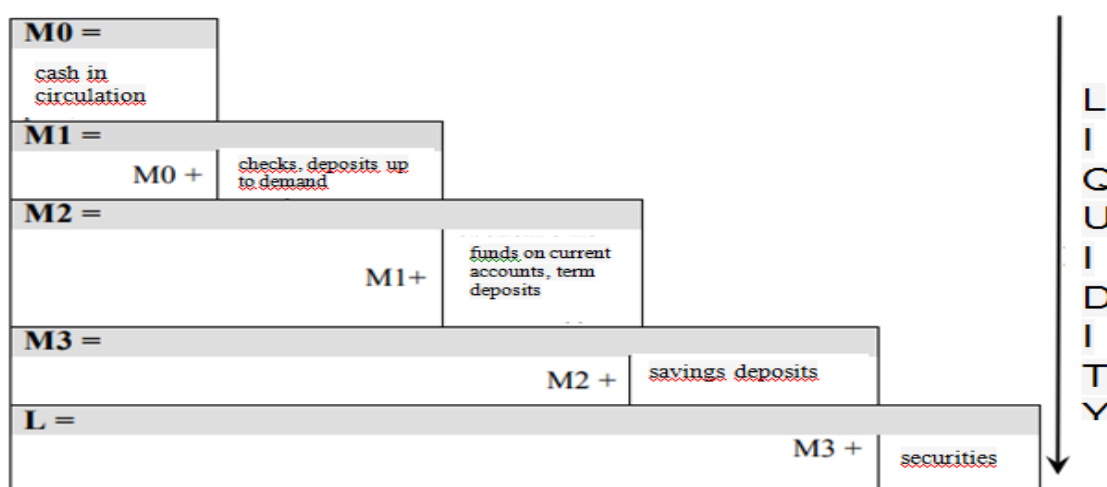 M0 =
cash in
circulation
M1 =
M0 +
checks, deposits up
to demand
M2 =
M1+
funds on current
accounts, term
deposits
M3 =
M2 +
savings deposits
L =
M3 +
securities
L
I
Q
U
I
D
I
T
Y